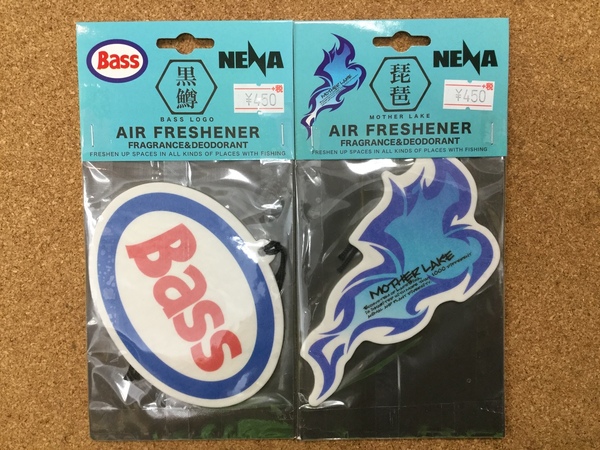 Bass
NEMA
黒鱒
+税
¥450
BASS LOGO
AIR FRESHENER
FRAGRANCE&DEODORANT
FRESHEN UP SPACES IN ALL KINDS OF PLACES WITH FISHING
Bass
MOTHER LAKE
NEMA
琵琶
+税
¥450
MOTHER LAKE
AIR FRESHENER
FRAGRANCE&DEODORANT
FRESHEN UP SPACES IN ALL KINDS OF PLACES WITH FISHING
MOTHER LAKE